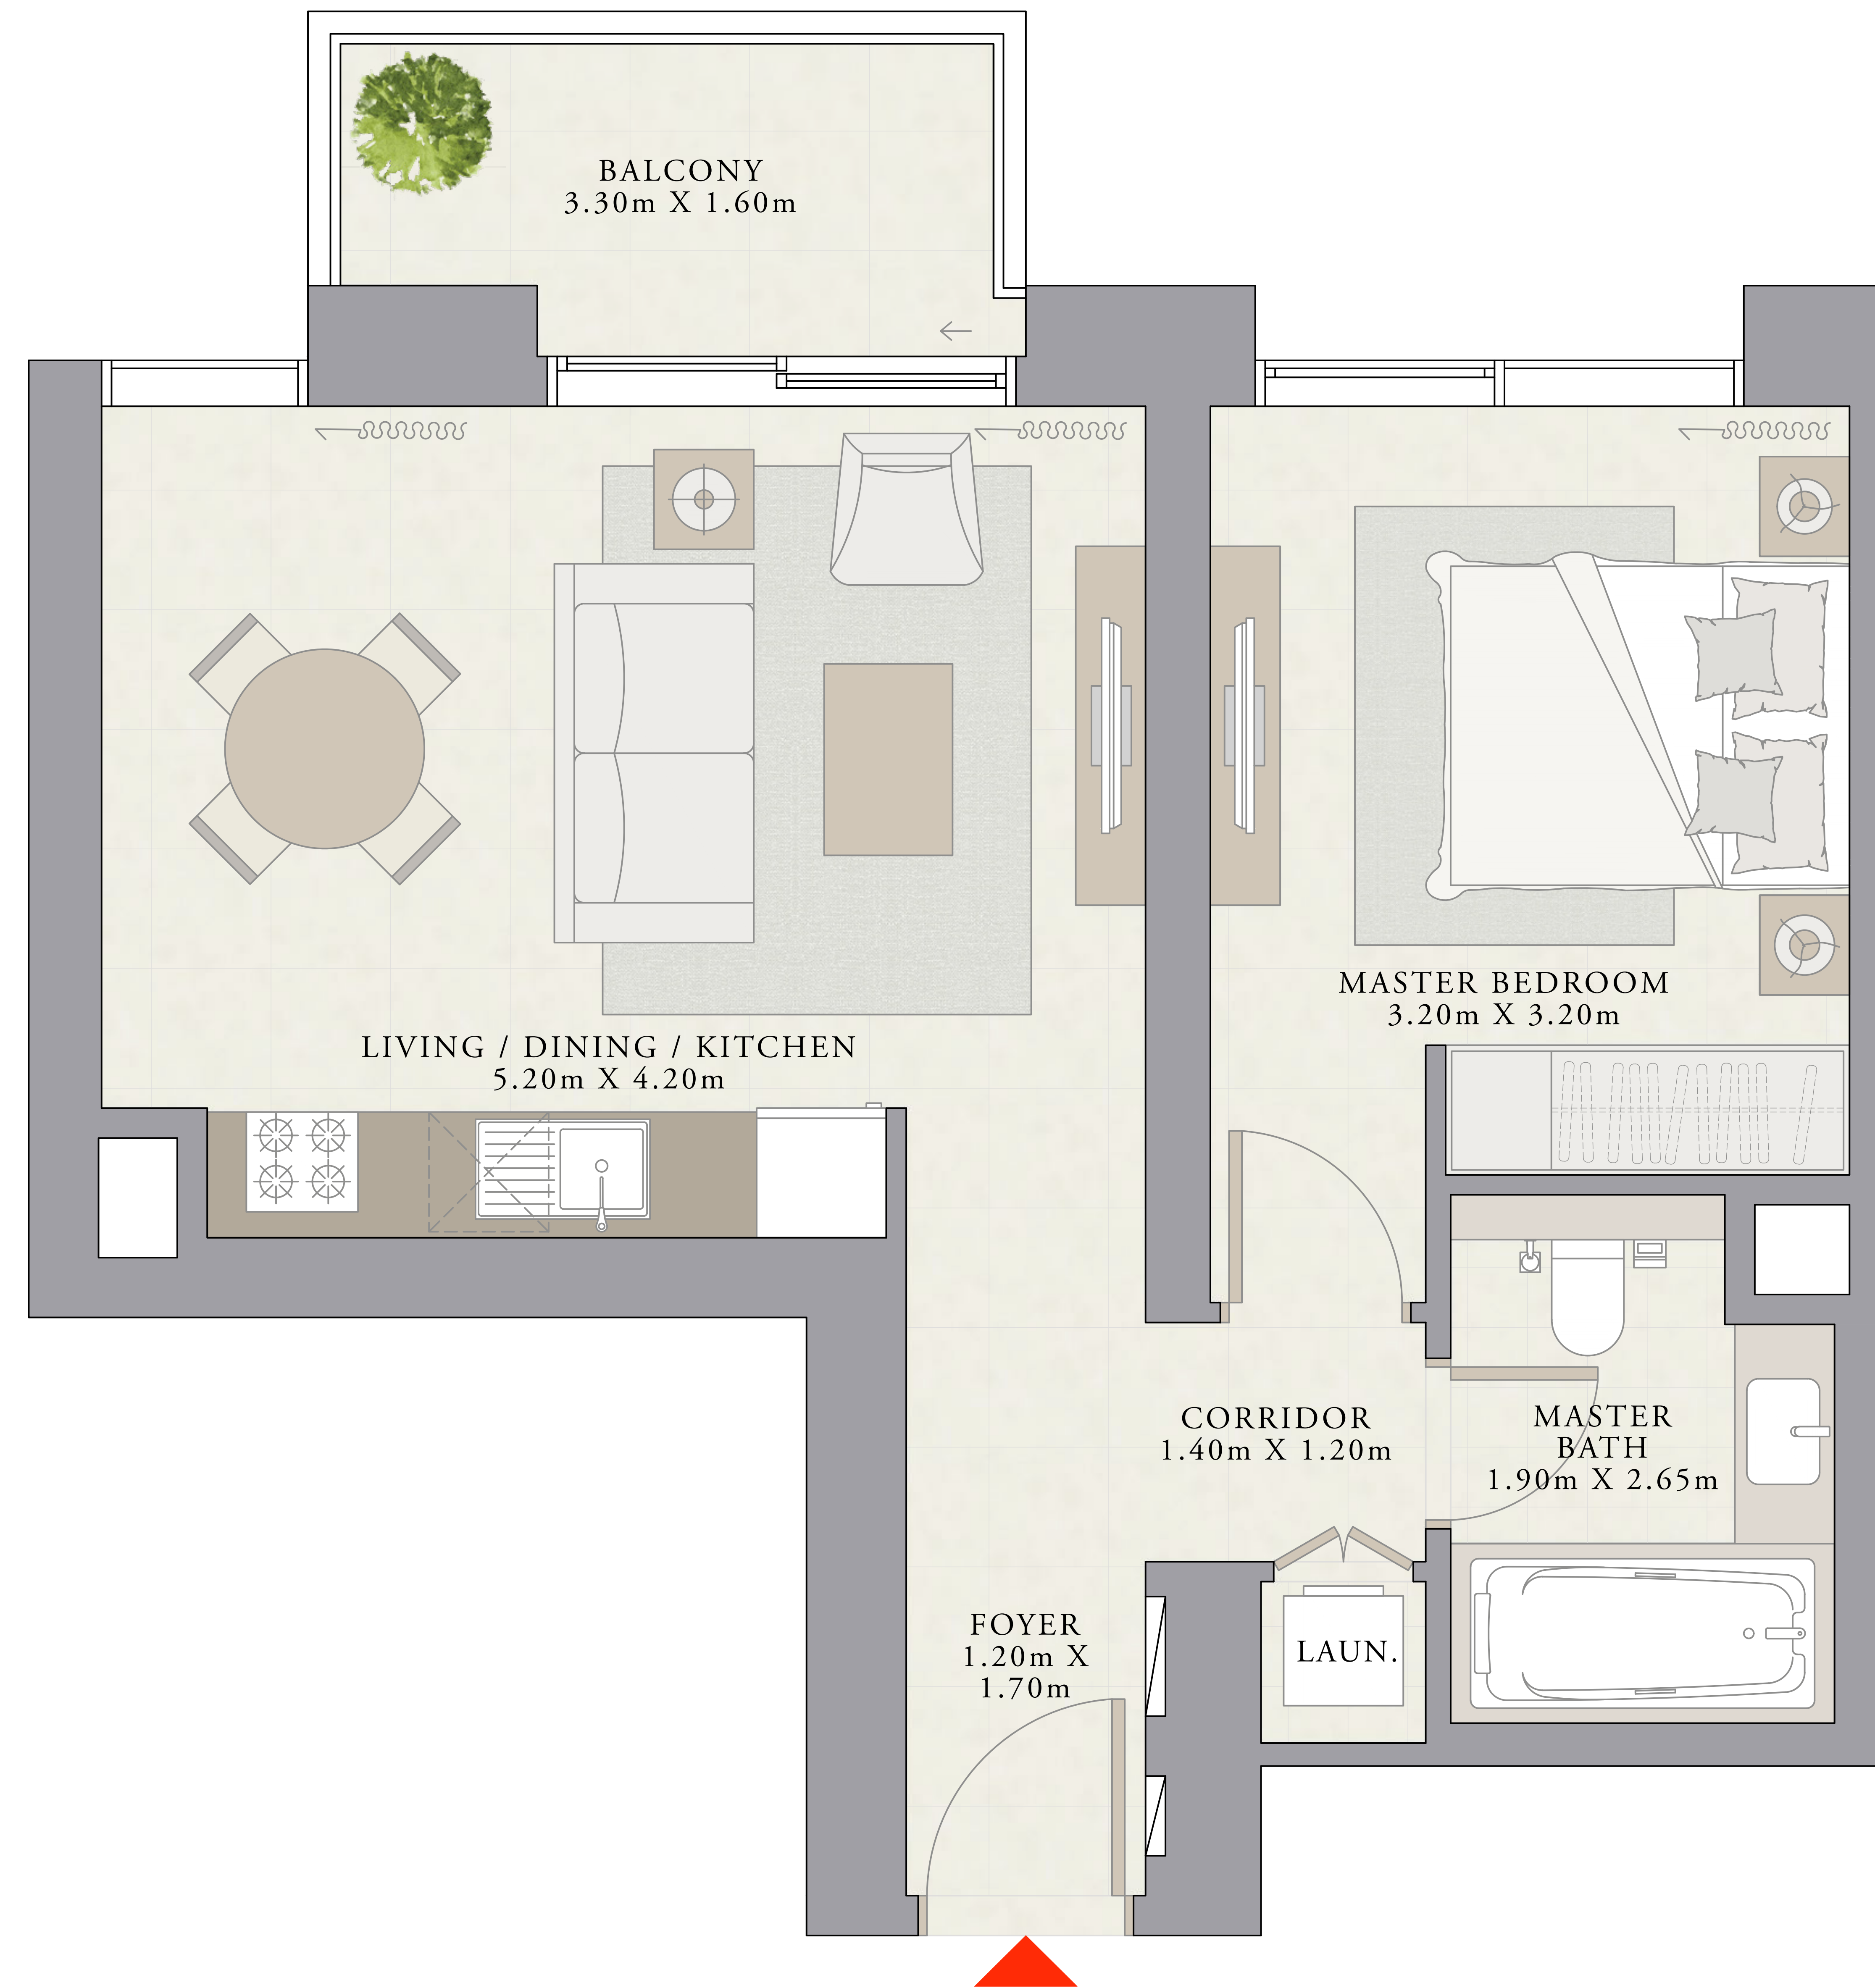 BALCONY
3.30m X 1.60m
MASTER BEDROOM
3.20m X 3.20m
LIVING / DINING / KITCHEN
5.20m X 4.20m
CORRIDOR
1.40m X 1.20m
MASTER
BATH
1.90m X 2.65m
FOYER
1.20m X
1.70m
LAUN.